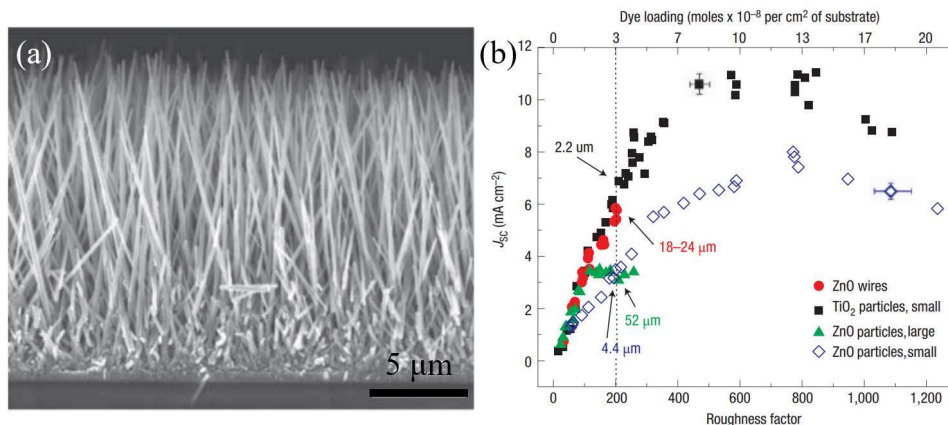 (a)
5 μm
(b)
Dye loading (moles x 10⁻⁸ per cm² of substrate)
0 3 7 10 13 17 20
12
10
8
6
4
2
0
J_SC (mA cm⁻²)
2.2 um
18–24 μm
52 μm
4.4 μm
ZnO wires
TiO₂ particles, small
ZnO particles, large
ZnO particles, small
0 200 400 600 800 1,000 1,200
Roughness factor